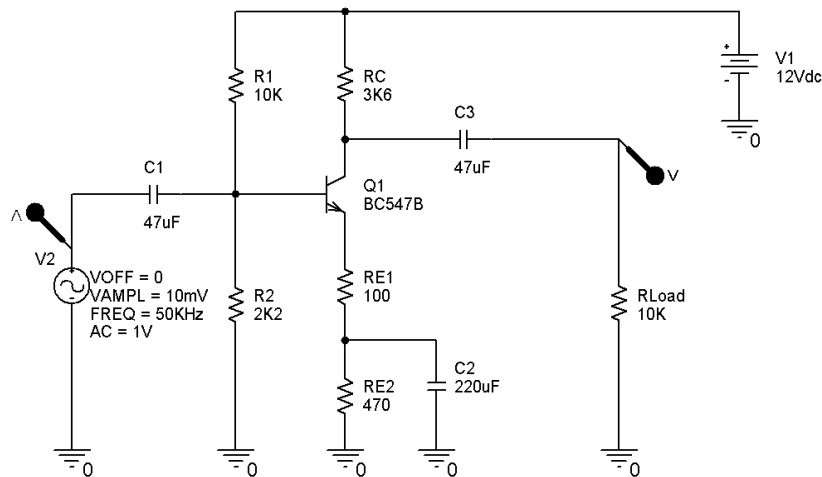 R1
10K
RC
3K6
+
-
V1
12Vdc
0
C1
47uF
C3
47uF
Q1
BC547B
V
V
V2
+
-
VOFF = 0
VAMPL = 10mV
FREQ = 50KHz
AC = 1V
R2
2K2
RE1
100
RLoad
10K
RE2
470
C2
220uF
0
0
0
0
0